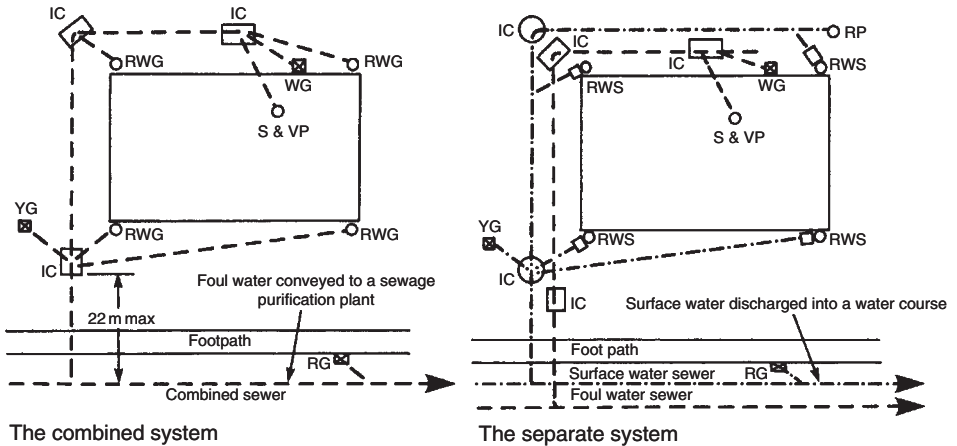 IC
IC
RWG
RWG
WG
S & VP
YG
RWG
RWG
IC
22 m max
Foul water conveyed to a sewage
purification plant
Footpath
RG
Combined sewer
The combined system
IC
RP
IC
IC
RWS
RWS
WG
S & VP
YG
RWS
RWS
IC
IC
Surface water discharged into a water course
Foot path
Surface water sewer
RG
Foul water sewer
The separate system